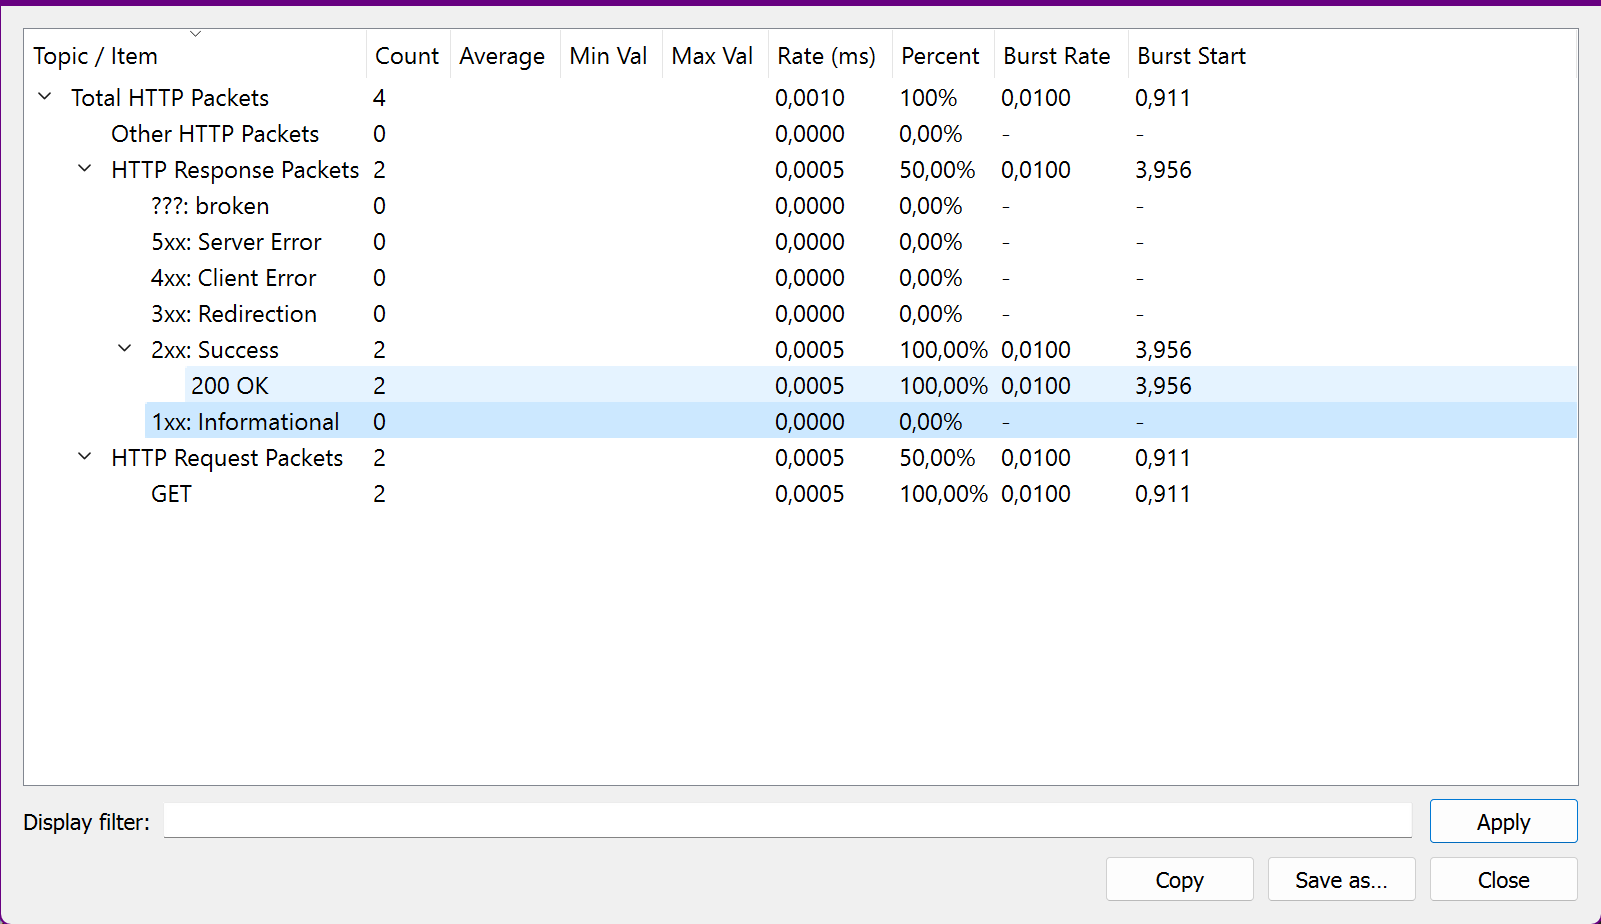 Topic / Item Count Average Min Val Max Val Rate (ms) Percent Burst Rate Burst Start
Total HTTP Packets 4 0,0010 100% 0,0100 0,911
Other HTTP Packets 0 0,0000 0,00% - -
HTTP Response Packets 2 0,0005 50,00% 0,0100 3,956
???: broken 0 0,0000 0,00% - -
5xx: Server Error 0 0,0000 0,00% - -
4xx: Client Error 0 0,0000 0,00% - -
3xx: Redirection 0 0,0000 0,00% - -
2xx: Success 2 0,0005 100,00% 0,0100 3,956
200 OK 2 0,0005 100,00% 0,0100 3,956
1xx: Informational 0 0,0000 0,00% - -
HTTP Request Packets 2 0,0005 50,00% 0,0100 0,911
GET 2 0,0005 100,00% 0,0100 0,911
Display filter: Apply
Copy Save as... Close